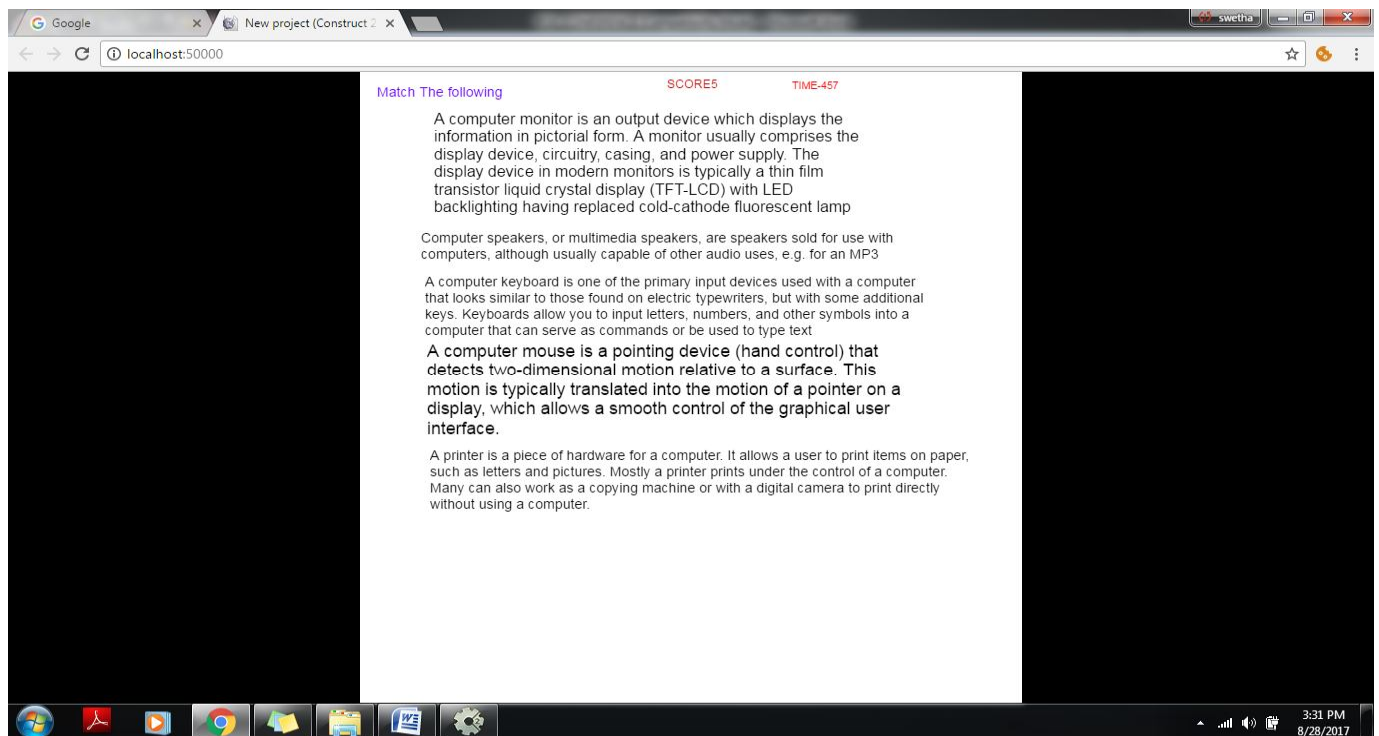 Google
New project (Construct 2
swetha
localhost:50000
SCORE5
TIME-457
Match The following
A computer monitor is an output device which displays the
information in pictorial form. A monitor usually comprises the
display device, circuitry, casing, and power supply. The
display device in modern monitors is typically a thin film
transistor liquid crystal display (TFT-LCD) with LED
backlighting having replaced cold-cathode fluorescent lamp
Computer speakers, or multimedia speakers, are speakers sold for use with
computers, although usually capable of other audio uses, e.g. for an MP3
A computer keyboard is one of the primary input devices used with a computer
that looks similar to those found on electric typewriters, but with some additional
keys. Keyboards allow you to input letters, numbers, and other symbols into a
computer that can serve as commands or be used to type text
A computer mouse is a pointing device (hand control) that
detects two-dimensional motion relative to a surface. This
motion is typically translated into the motion of a pointer on a
display, which allows a smooth control of the graphical user
interface.
A printer is a piece of hardware for a computer. It allows a user to print items on paper,
such as letters and pictures. Mostly a printer prints under the control of a computer.
Many can also work as a copying machine or with a digital camera to print directly
without using a computer.
3:31 PM
8/28/2017